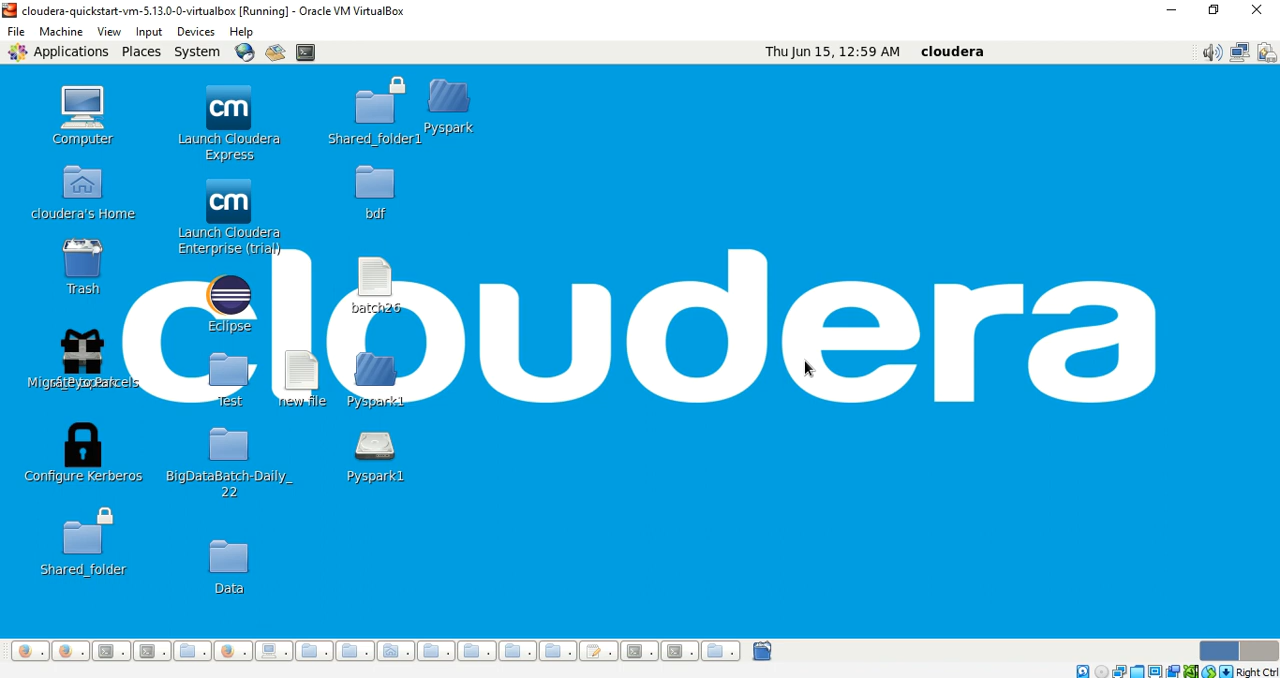 cloudera-quickstart-vm-5.13.0-0-virtualbox [Running] - Oracle VM VirtualBox
File Machine View Input Devices Help
Applications Places System
Thu Jun 15, 12:59 AM cloudera
Computer
cm
Launch Cloudera
Express
Shared_folder1
Pyspark
cloudera's Home
cm
Launch Cloudera
Enterprise (trial)
bdf
Trash
Eclipse
batch26
cloudera
Test
new file
Pyspark1
Configure Kerberos
BigDataBatch-Daily_
22
Pyspark1
Shared_folder
Data
Right Ctrl